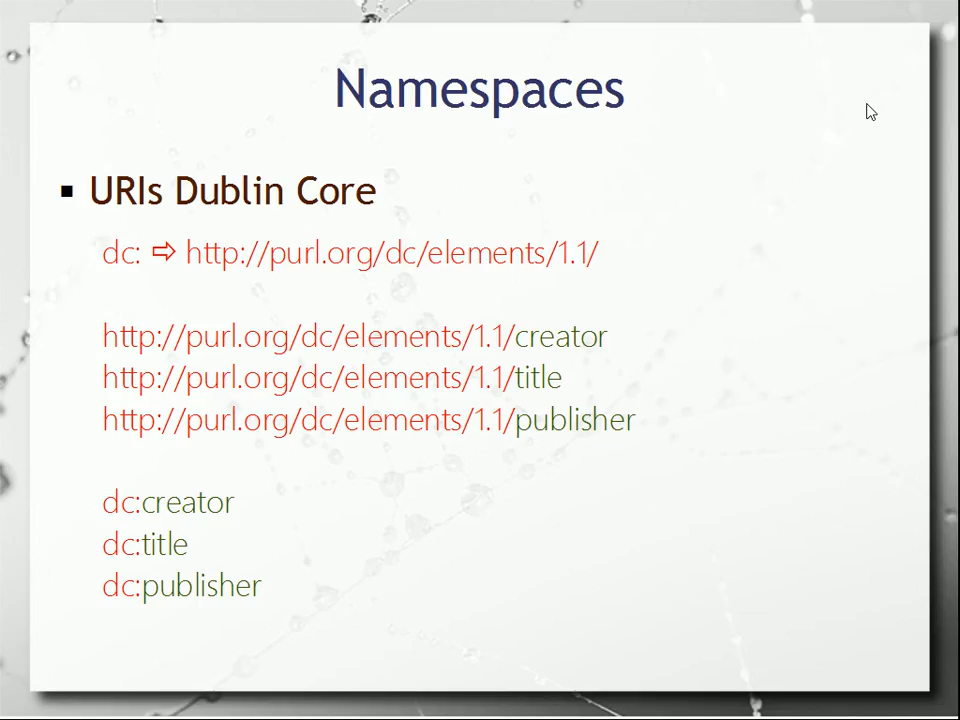 Namespaces
▪ URIs Dublin Core
dc: ⇨ http://purl.org/dc/elements/1.1/
http://purl.org/dc/elements/1.1/creator
http://purl.org/dc/elements/1.1/title
http://purl.org/dc/elements/1.1/publisher
dc:creator
dc:title
dc:publisher